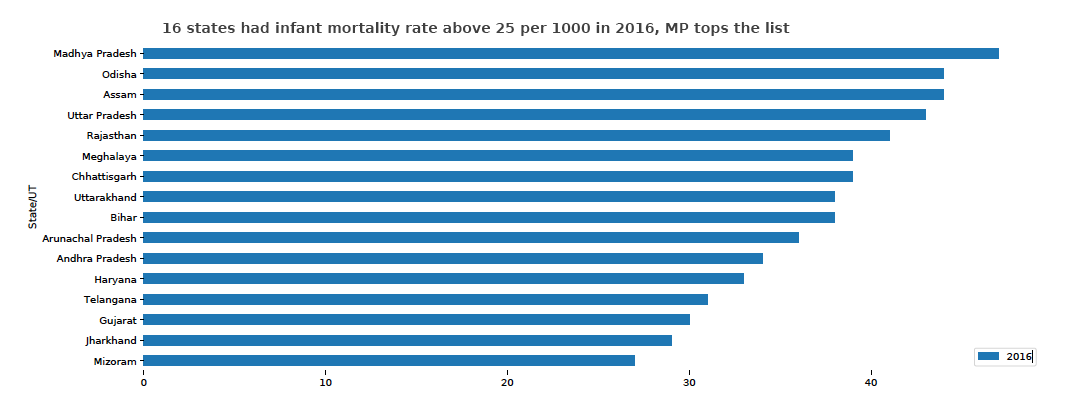 16 states had infant mortality rate above 25 per 1000 in 2016, MP tops the list
Madhya Pradesh
Odisha
Assam
Uttar Pradesh
Rajasthan
Meghalaya
Chhattisgarh
Uttarakhand
Bihar
Arunachal Pradesh
Andhra Pradesh
Haryana
Telangana
Gujarat
Jharkhand
Mizoram
State/UT
0 10 20 30 40
2016